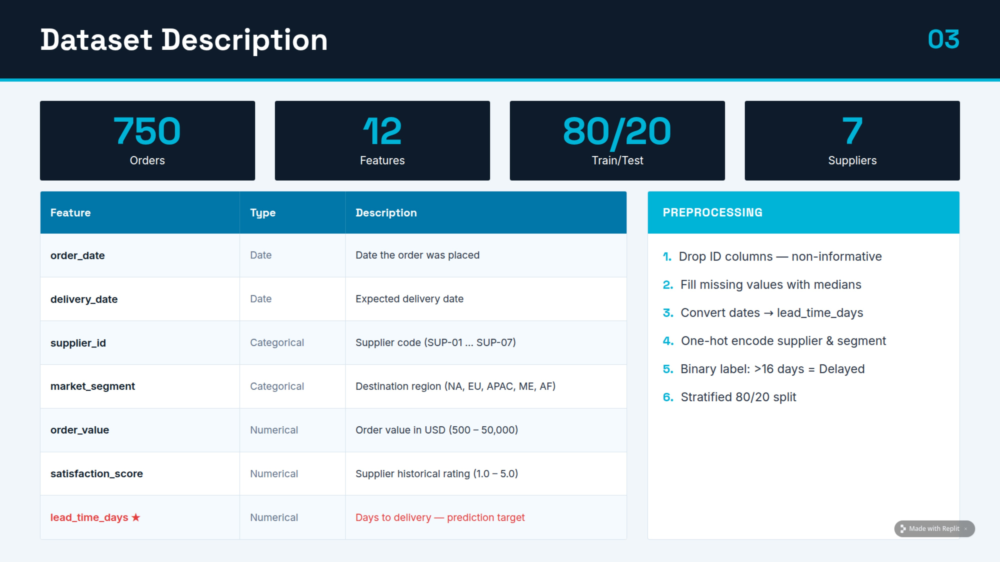 Dataset Description
03
750
Orders
12
Features
80/20
Train/Test
7
Suppliers
Feature Type Description
order_date Date Date the order was placed
delivery_date Date Expected delivery date
supplier_id Categorical Supplier code (SUP-01 ... SUP-07)
market_segment Categorical Destination region (NA, EU, APAC, ME, AF)
order_value Numerical Order value in USD (500 – 50,000)
satisfaction_score Numerical Supplier historical rating (1.0 – 5.0)
lead_time_days ★ Numerical Days to delivery — prediction target
PREPROCESSING
1. Drop ID columns — non-informative
2. Fill missing values with medians
3. Convert dates → lead_time_days
4. One-hot encode supplier & segment
5. Binary label: >16 days = Delayed
6. Stratified 80/20 split
Made with Replit ×